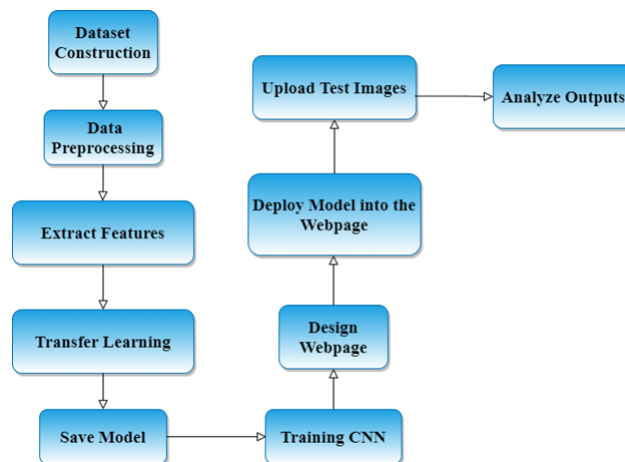 Dataset
Construction
Data
Preprocessing
Extract Features
Transfer Learning
Save Model
Training CNN
Design
Webpage
Deploy Model into the
Webpage
Upload Test Images
Analyze Outputs